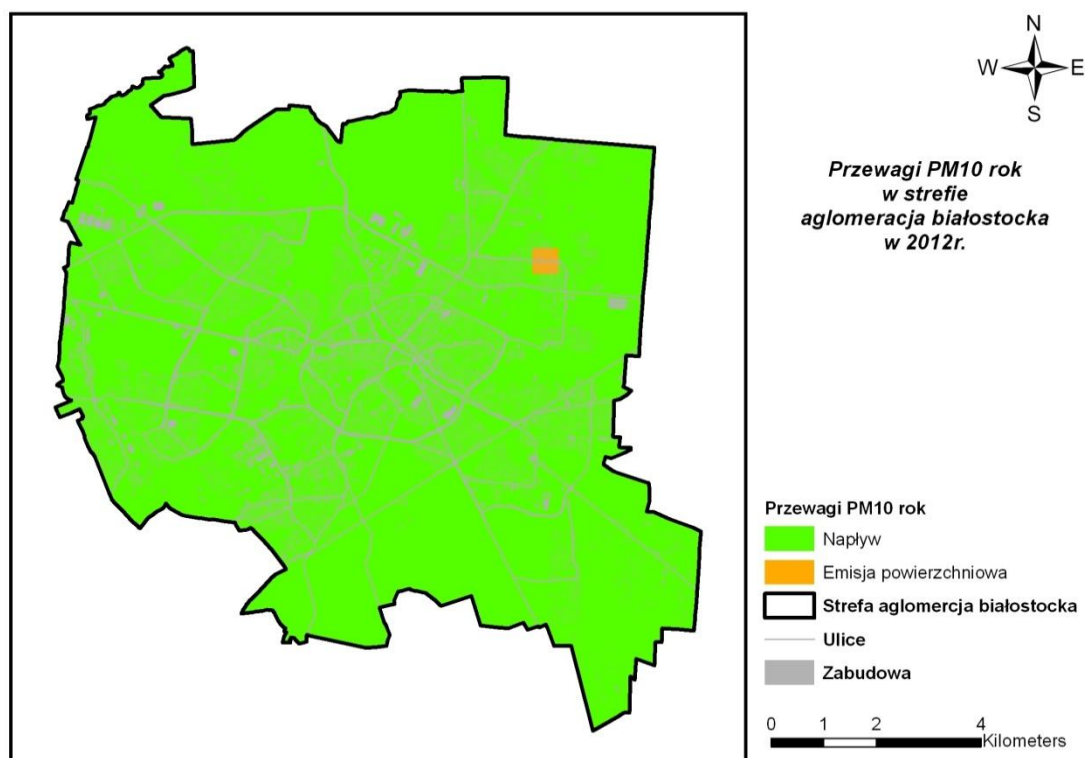 N
W E
S
Przewagi PM10 rok
w strefie
aglomeracja białostocka
w 2012r.
Przewagi PM10 rok
Napływ
Emisja powierzchniowa
Strefa aglomercja białostocka
Ulice
Zabudowa
0 1 2 4
Kilometers